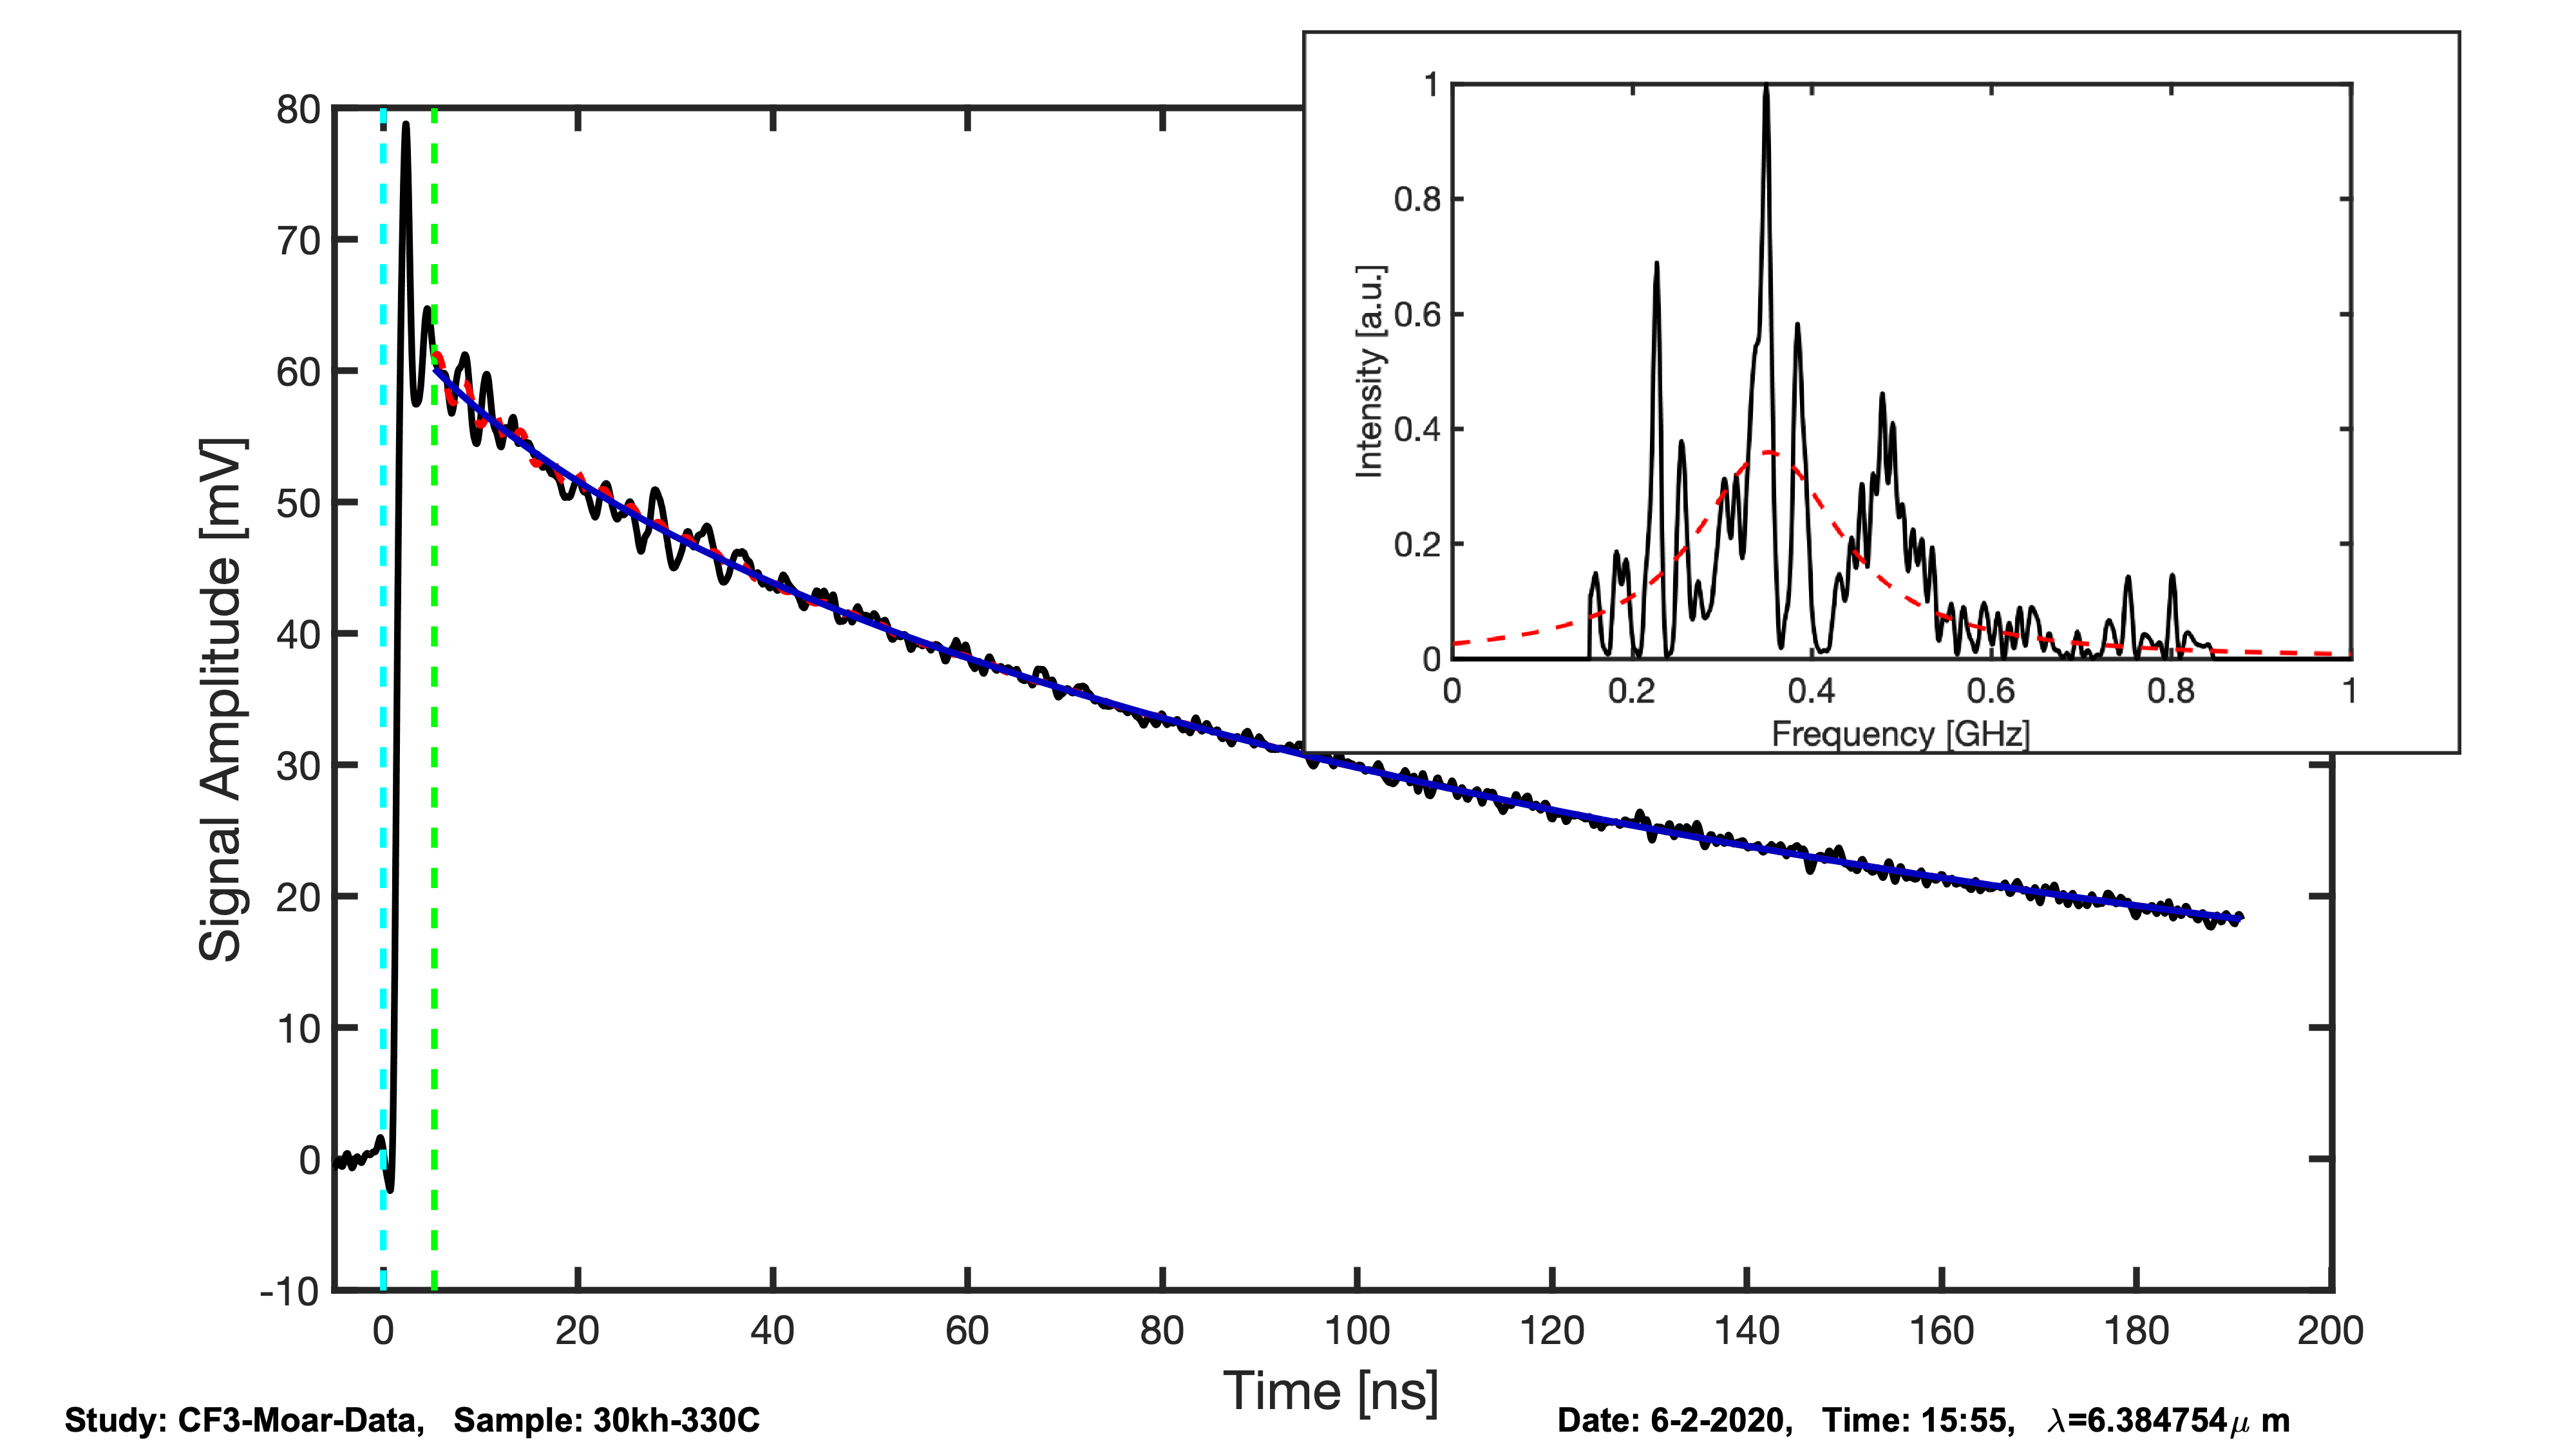 80
70
60
50
40
30
20
10
0
-10
Signal Amplitude [mV]
0 20 40 60 80 100 120 140 160 180 200
Time [ns]
1
0.8
0.6
0.4
0.2
0
Intensity [a.u.]
0 0.2 0.4 0.6 0.8 1
Frequency [GHz]
Study: CF3-Moar-Data, Sample: 30kh-330C
Date: 6-2-2020, Time: 15:55, λ=6.384754μ m